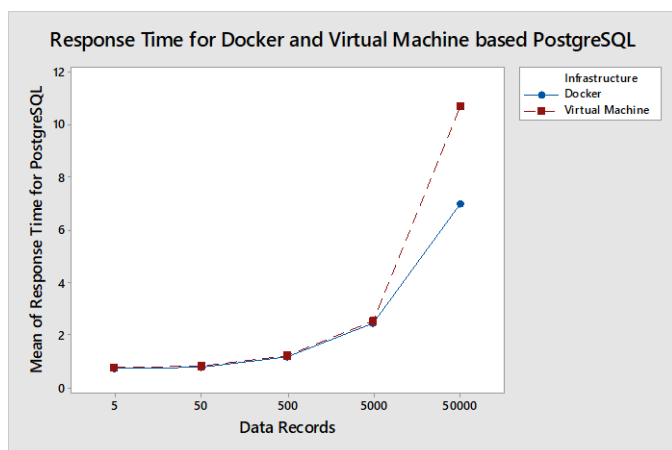 Response Time for Docker and Virtual Machine based PostgreSQL
Mean of Response Time for PostgreSQL
12
10
8
6
4
2
0
5 50 500 5000 50000
Data Records
Infrastructure
Docker
Virtual Machine